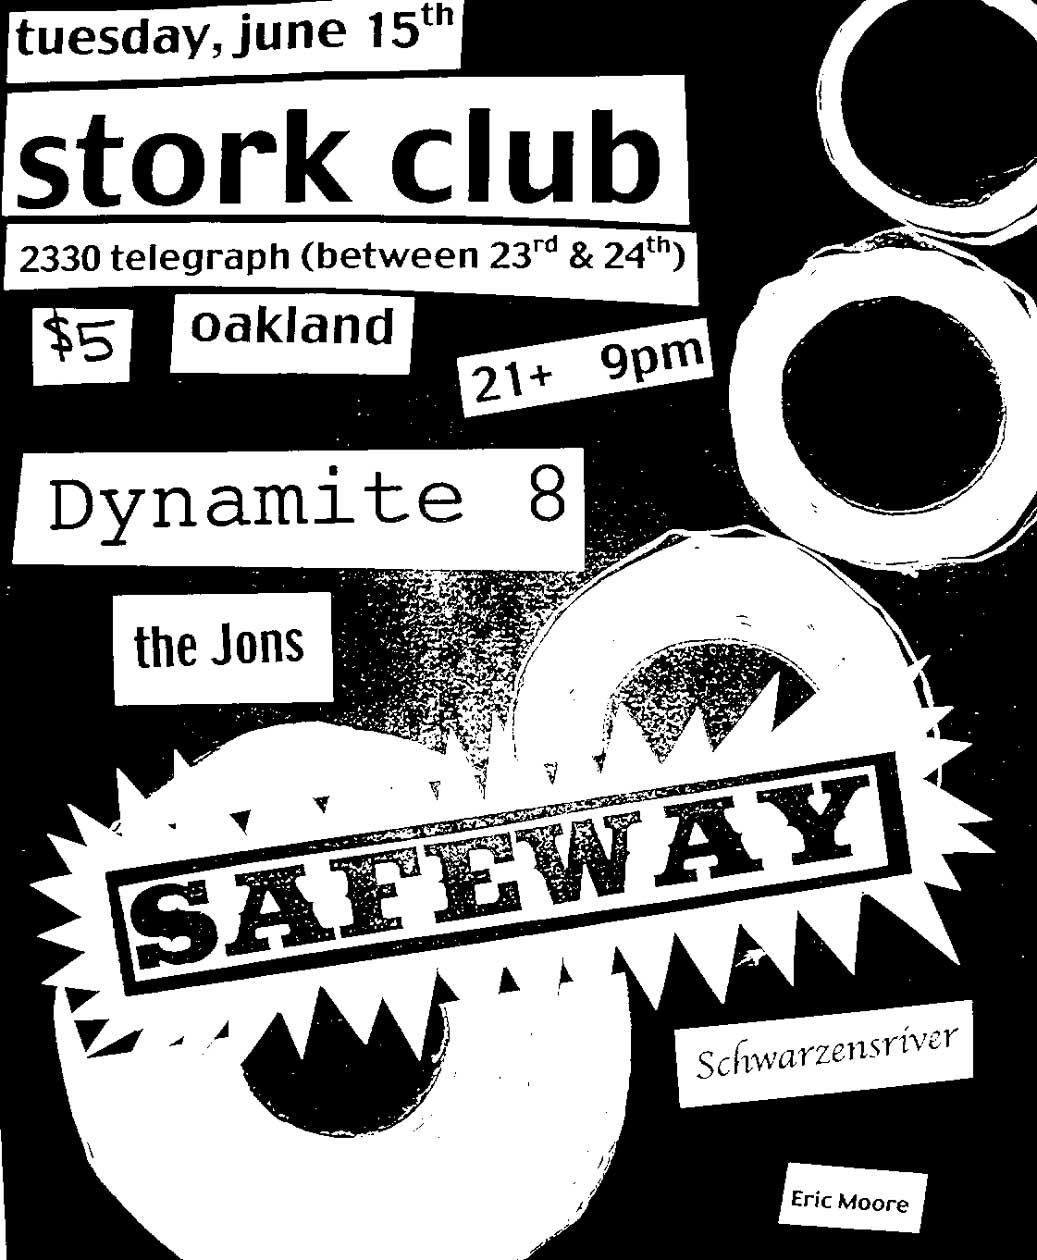 tuesday, june 15th
stork club
2330 telegraph (between 23rd & 24th)
$5 oakland
21+ 9pm
Dynamite 8
the Jons
SAFEWAY
Schwarzensriver
Eric Moore